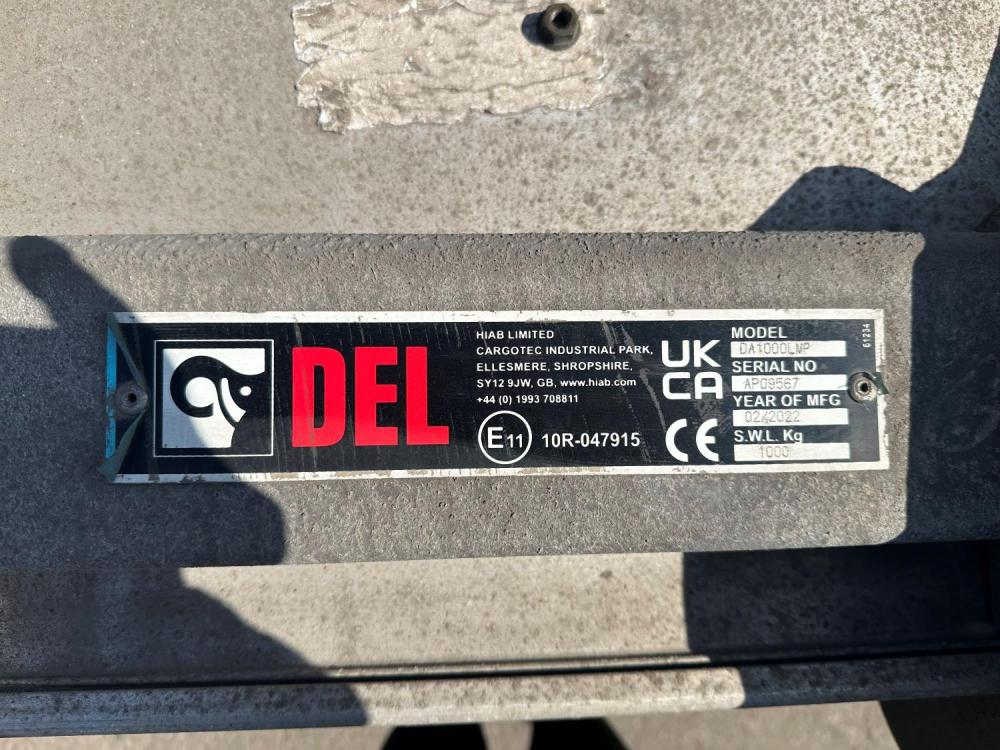 DEL
HIAB LIMITED
CARGOTEC INDUSTRIAL PARK,
ELLESMERE, SHROPSHIRE,
SY12 9JW, GB, www.hiab.com
+44 (0) 1993 708811
E11 10R-047915
UK
CA
CE
MODEL
DA1000LMP
SERIAL NO
AP09567
YEAR OF MFG
02/2022
S.W.L. Kg
1000
61234